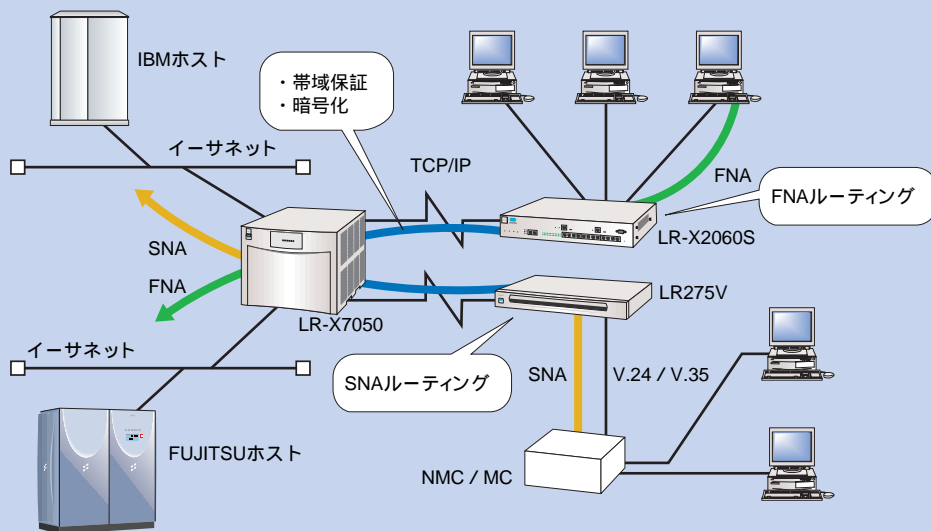 IBMホスト
・帯域保証
・暗号化
イーサネット
TCP/IP
FNA
FNAルーティング
SNA
LR-X2060S
FNA
LR275V
LR-X7050
イーサネット
SNAルーティング
SNA
V.24 / V.35
FUJITSUホスト
NMC / MC